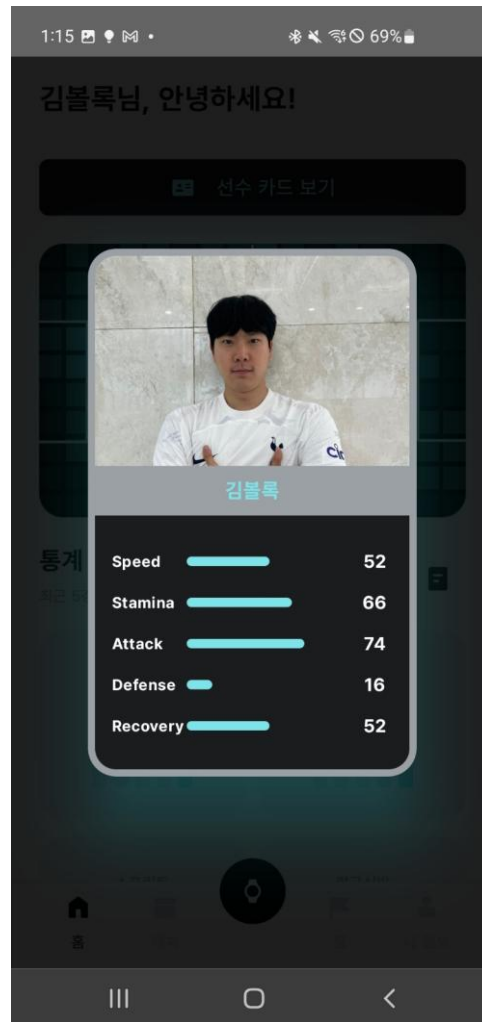 1:15
69%
김볼록님, 안녕하세요!
선수 카드 보기
김볼록
통계
Speed 52
Stamina 66
Attack 74
Defense 16
Recovery 52
홈